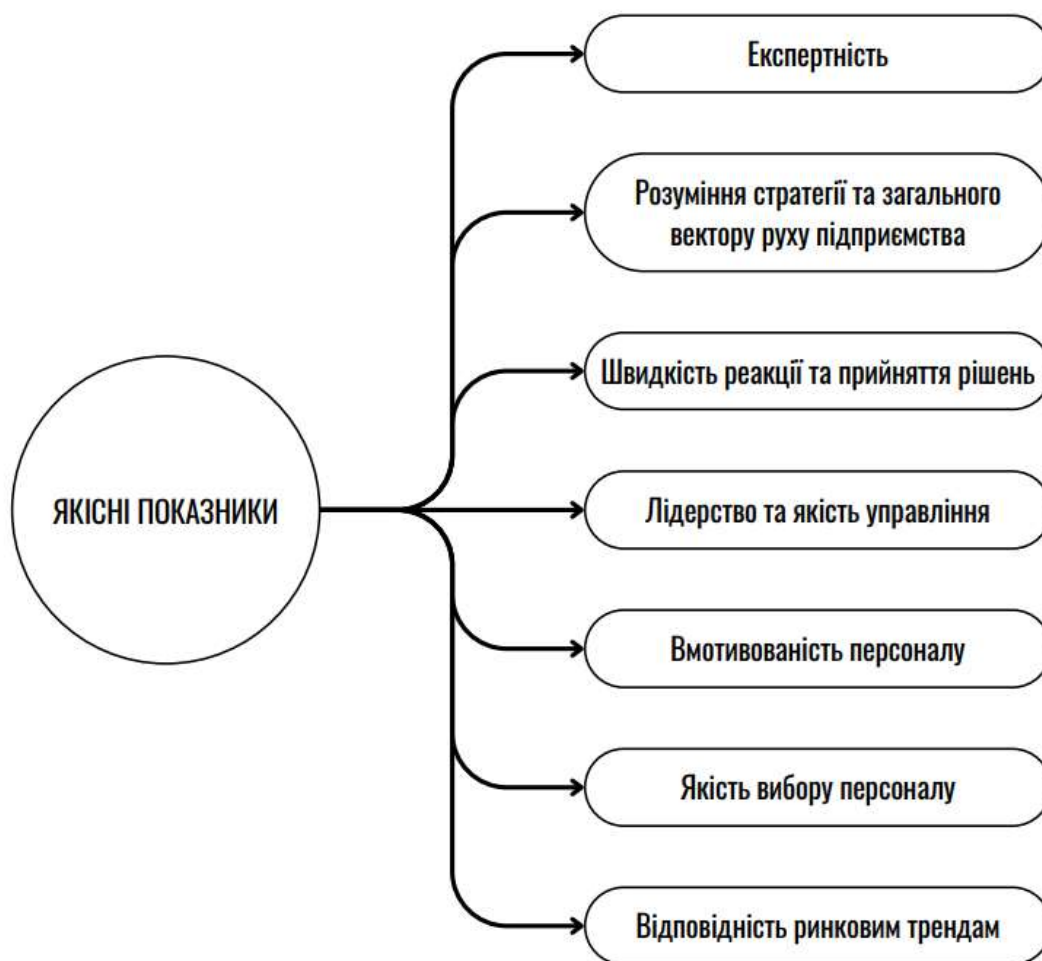 Експертність
Розуміння стратегії та загального
вектору руху підприємства
Швидкість реакції та прийняття рішень
ЯКІСНІ ПОКАЗНИКИ
Лідерство та якість управління
Вмотивованість персоналу
Якість вибору персоналу
Відповідність ринковим трендам